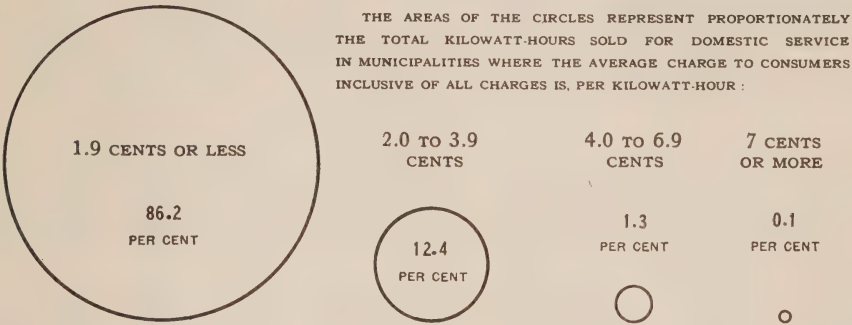 THE AREAS OF THE CIRCLES REPRESENT PROPORTIONATELY
THE TOTAL KILOWATT-HOURS SOLD FOR DOMESTIC SERVICE
IN MUNICIPALITIES WHERE THE AVERAGE CHARGE TO CONSUMERS
INCLUSIVE OF ALL CHARGES IS, PER KILOWATT-HOUR :
1.9 CENTS OR LESS
86.2
PER CENT
2.0 TO 3.9
CENTS
12.4
PER CENT
4.0 TO 6.9
CENTS
1.3
PER CENT
7 CENTS
OR MORE
0.1
PER CENT